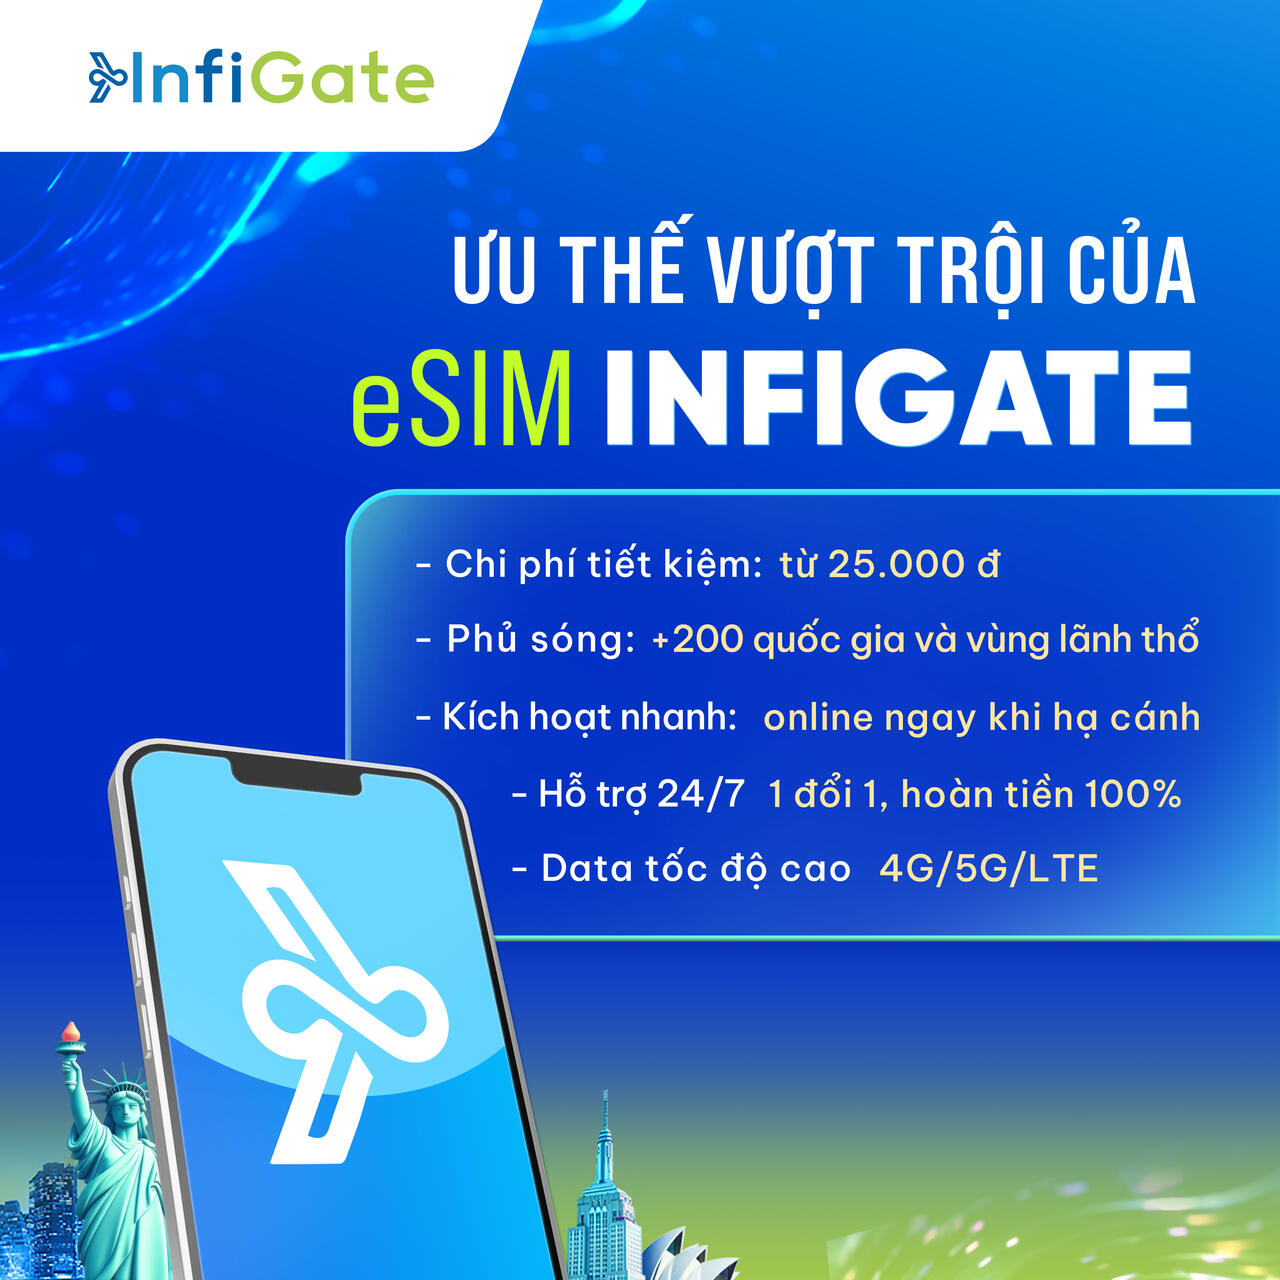 InfiGate
ƯU THẾ VƯỢT TRỘI CỦA
eSIM INFIGATE
- Chi phí tiết kiệm: từ 25.000 đ
- Phủ sóng: +200 quốc gia và vùng lãnh thổ
- Kích hoạt nhanh: online ngay khi hạ cánh
- Hỗ trợ 24/7 1 đổi 1, hoàn tiền 100%
- Data tốc độ cao 4G/5G/LTE